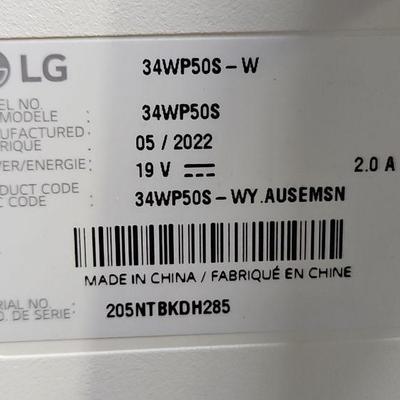 LG 34WP50S-W
EL NO.
MODELE : 34WP50S
NUFACTURED
RIQUE : 05 / 2022
ER/ENERGIE: 19 V 2.0 A
DUCT CODE
C CODE : 34WP50S-WY.AUSEMSN
MADE IN CHINA / FABRIQUÉ EN CHINE
RIAL NO.
O. DE SÉRIE: 205NTBKDH285